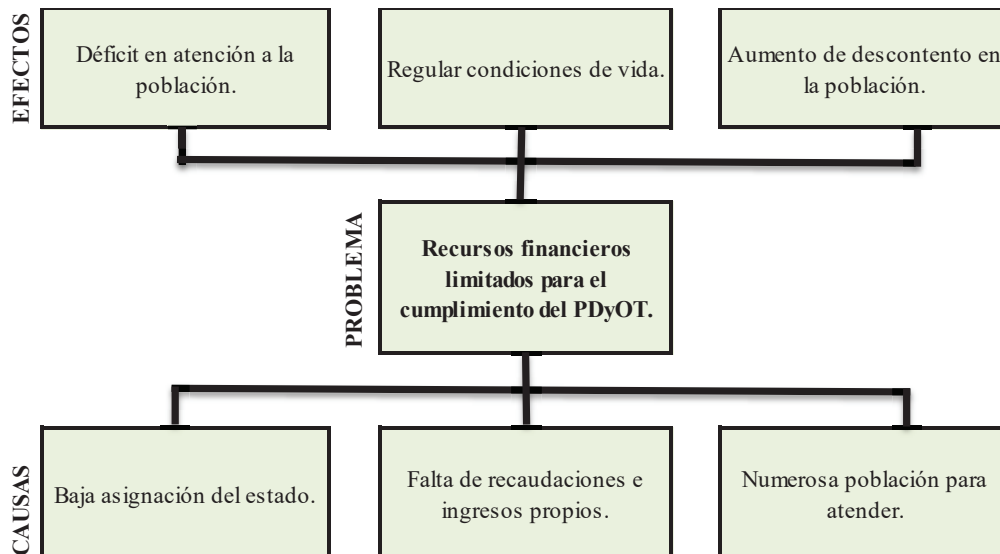 EFECTOS
Déficit en atención a la
población.
Regular condiciones de vida.
Aumento de descontento en
la población.
PROBLEMA
Recursos financieros
limitados para el
cumplimiento del PDyOT.
CAUSAS
Baja asignación del estado.
Falta de recaudaciones e
ingresos propios.
Numerosa población para
atender.